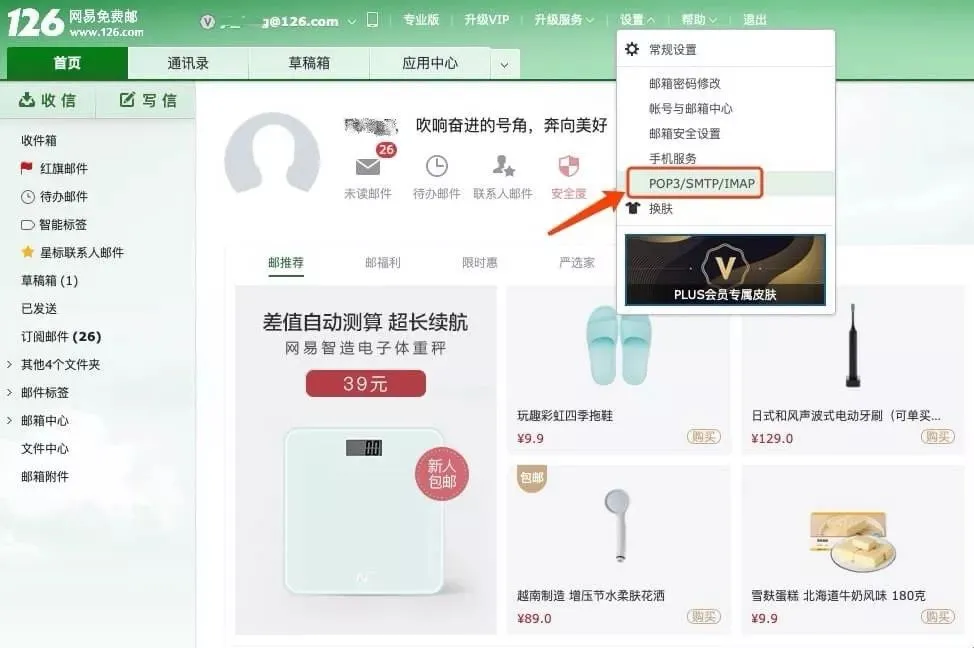 126 网易免费邮
www.126.com
g@126.com
专业版 | 升级VIP | 升级服务 | 设置 | 帮助 | 退出
首页
通讯录
草稿箱
应用中心
收信
写信
收件箱
红旗邮件
待办邮件
智能标签
星标联系人邮件
草稿箱 (1)
已发送
订阅邮件 (26)
其他4个文件夹
邮件标签
邮箱中心
文件中心
邮箱附件
吹响奋进的号角，奔向美好
26
未读邮件
待办邮件
联系人邮件
安全度
常规设置
邮箱密码修改
帐号与邮箱中心
邮箱安全设置
手机服务
POP3/SMTP/IMAP
换肤
V
PLUS会员专属皮肤
邮推荐
邮福利
限时惠
严选家
差值自动测算 超长续航
网易智造电子体重秤
39元
新人
包邮
玩趣彩虹四季拖鞋
¥9.9
购买
日式和风声波式电动牙刷（可单买...
¥129.0
购买
包邮
越南制造 增压节水柔肤花洒
¥89.0
购买
雪麸蛋糕 北海道牛奶风味 180克
¥9.9
购买